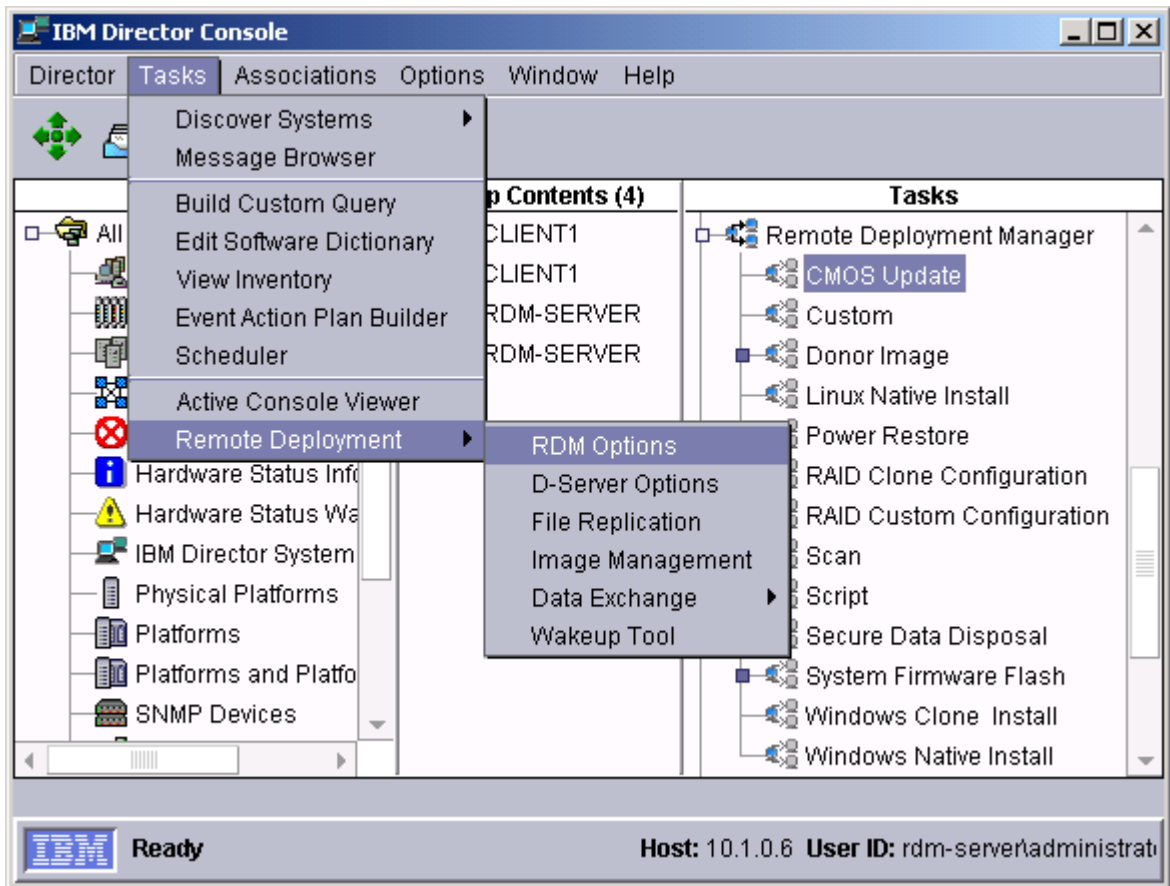 IBM Director Console
Director Tasks Associations Options Window Help
Discover Systems
Message Browser
Build Custom Query
Edit Software Dictionary
View Inventory
Event Action Plan Builder
Scheduler
Active Console Viewer
Remote Deployment
RDM Options
D-Server Options
File Replication
Image Management
Data Exchange
Wakeup Tool
All
Hardware Status Info
Hardware Status Wa
IBM Director System
Physical Platforms
Platforms
Platforms and Platfo
SNMP Devices
p Contents (4)
CLIENT1
CLIENT1
RDM-SERVER
RDM-SERVER
Tasks
Remote Deployment Manager
CMOS Update
Custom
Donor Image
Linux Native Install
Power Restore
RAID Clone Configuration
RAID Custom Configuration
Scan
Script
Secure Data Disposal
System Firmware Flash
Windows Clone Install
Windows Native Install
IBM Ready Host: 10.1.0.6 User ID: rdm-server\administrat